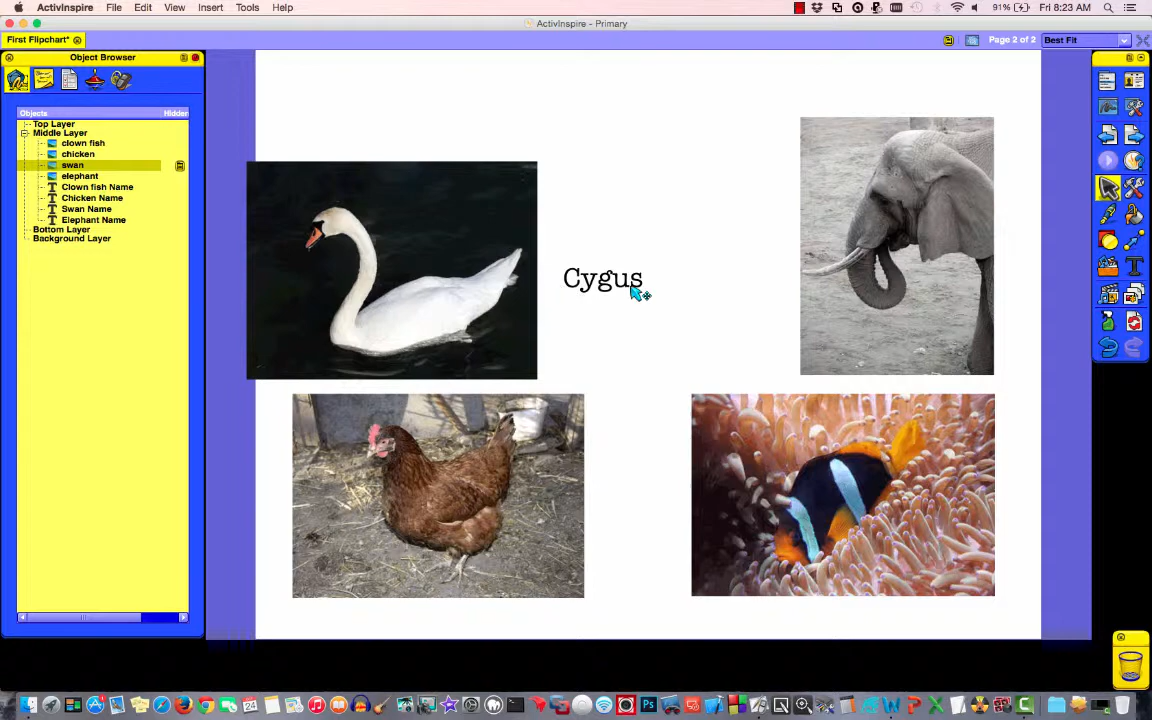 ActivInspire File Edit View Insert Tools Help 91% Fri 8:23 AM
ActivInspire - Primary
First Flipchart* Page 2 of 2 Best Fit
Object Browser
Objects Hidden
Top Layer
Middle Layer
clown fish
chicken
swan
elephant
Clown fish Name
Chicken Name
Swan Name
Elephant Name
Bottom Layer
Background Layer
Cygus